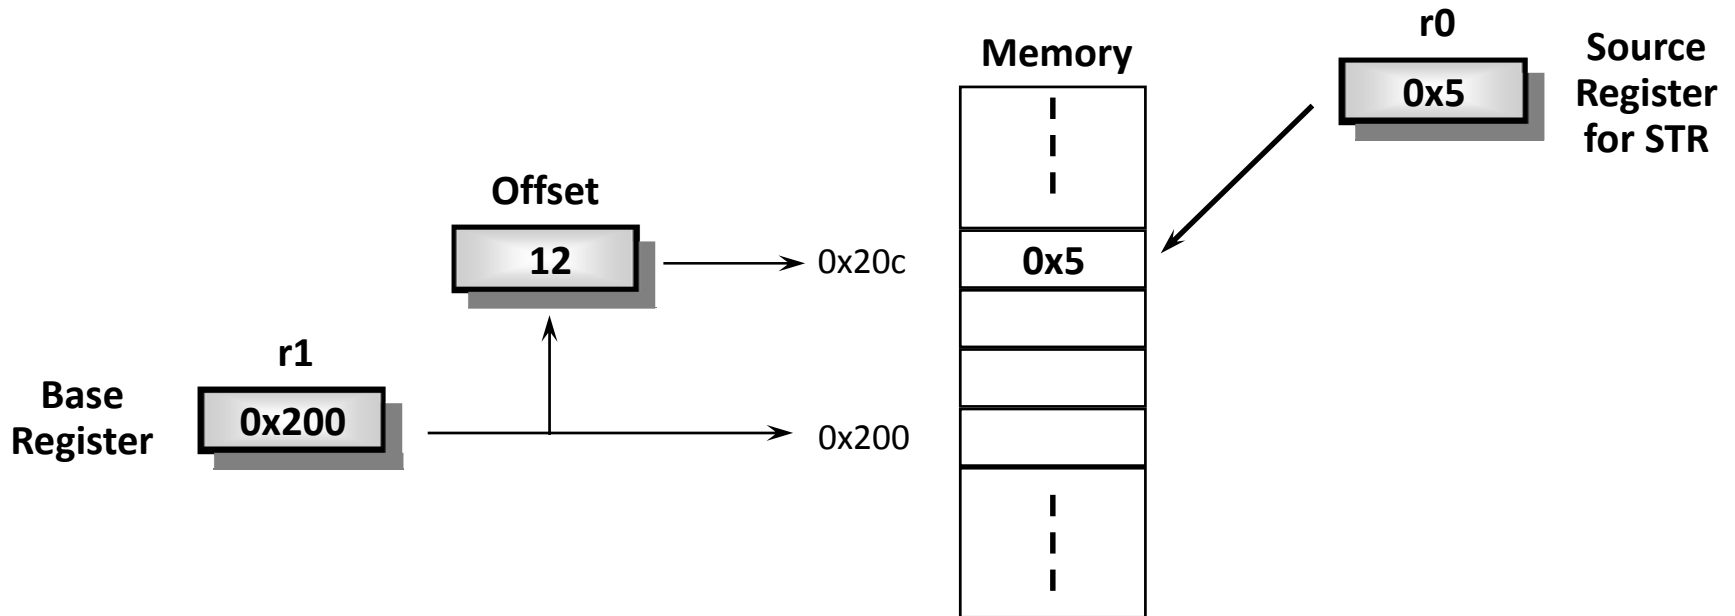 r0
Memory
Source
Register
for STR
0x5
Offset
12
0x20c
0x5
r1
Base
Register
0x200
0x200